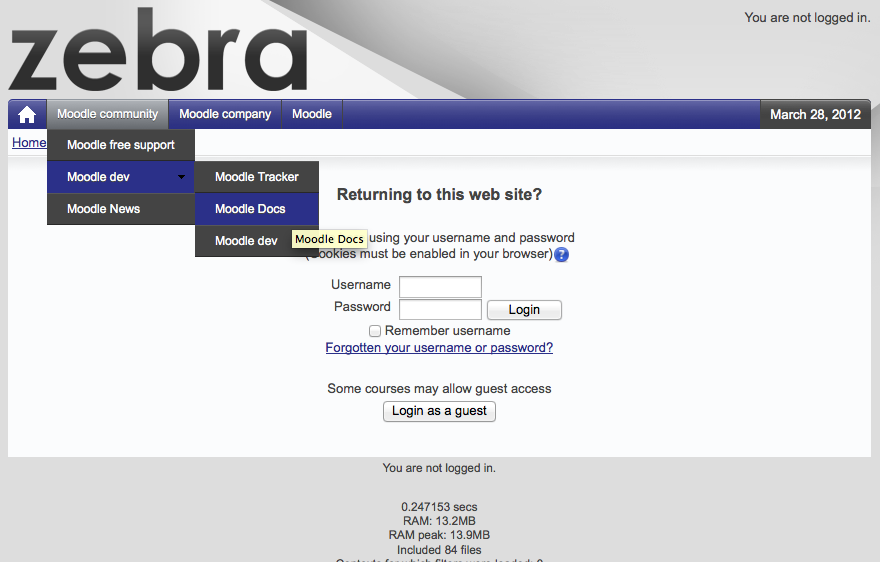 zebra
You are not logged in.
Moodle community
Moodle company
Moodle
March 28, 2012
Home
Moodle free support
Moodle dev
Moodle News
Moodle Tracker
Moodle Docs
Moodle dev
Moodle Docs
Returning to this web site?
using your username and password
(Cookies must be enabled in your browser)
?
Username
Password
Login
Remember username
Forgotten your username or password?
Some courses may allow guest access
Login as a guest
You are not logged in.
0.247153 secs
RAM: 13.2MB
RAM peak: 13.9MB
Included 84 files